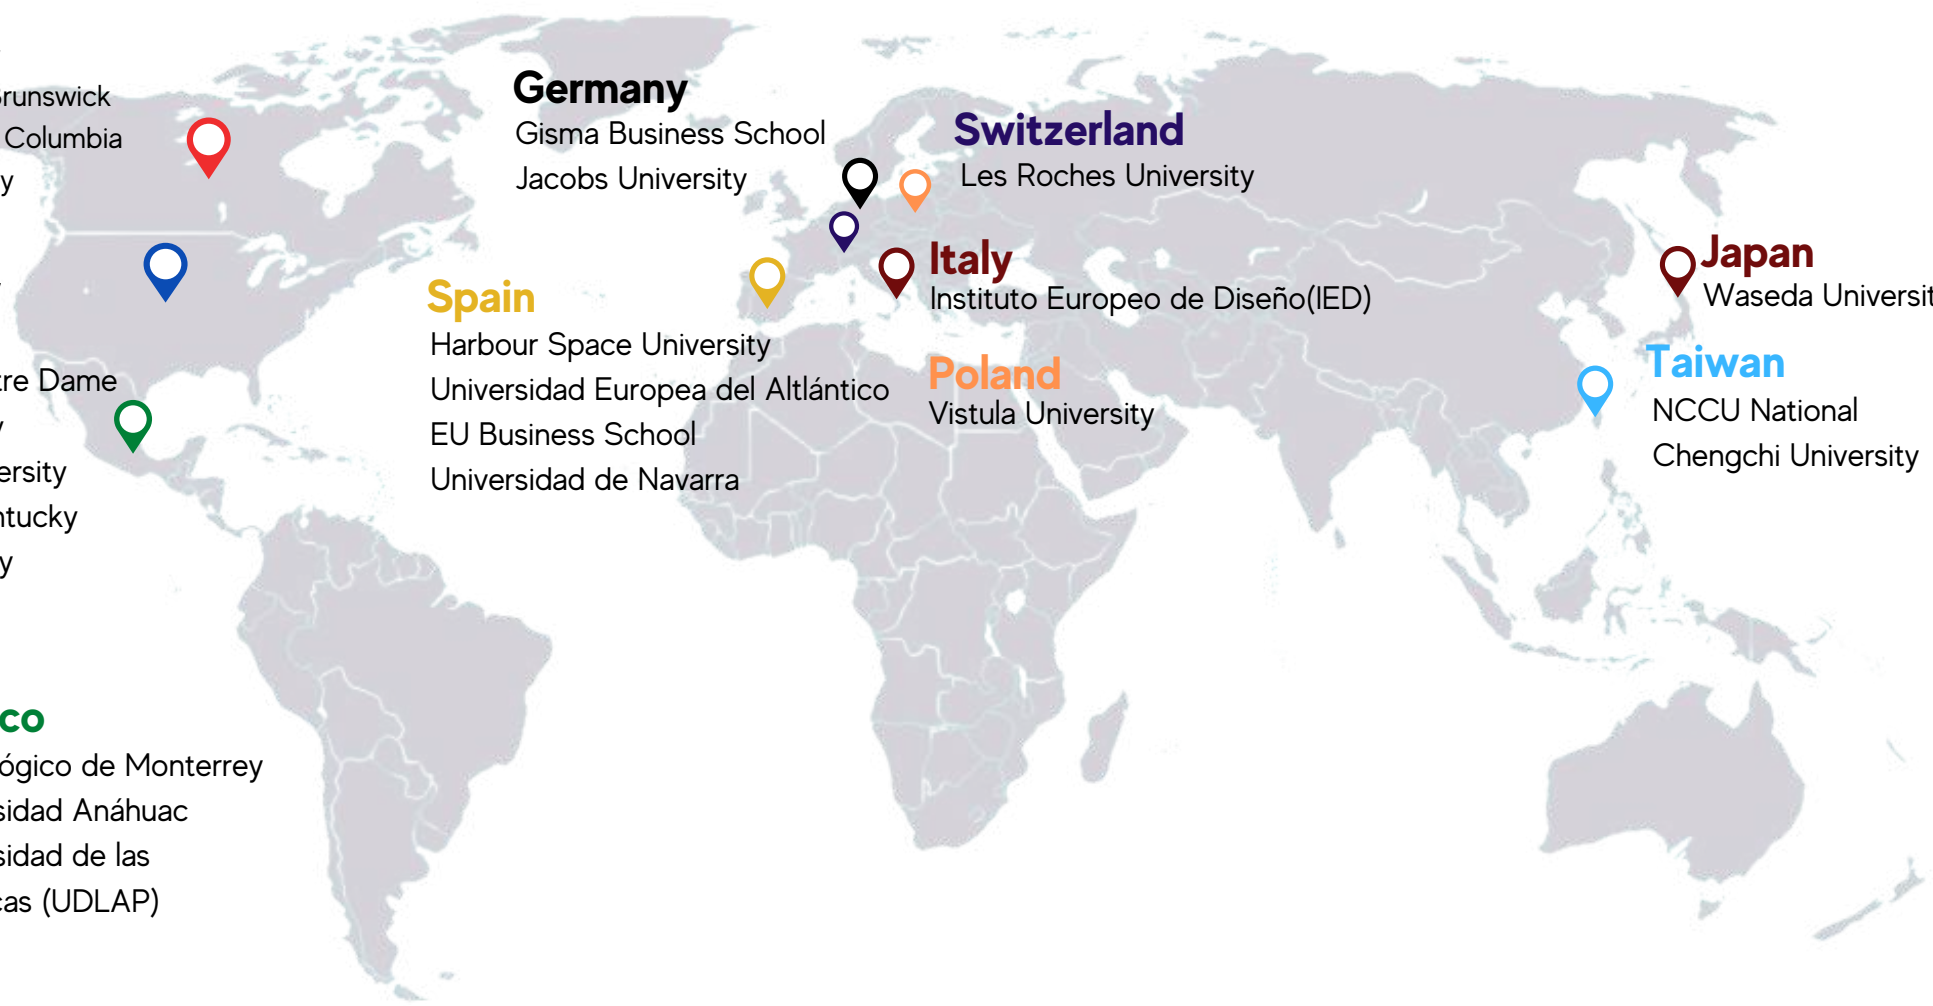 Brunswick
Columbia
y
tre Dame
y
ersity
ntucky
y
co
ógico de Monterrey
sidad Anáhuac
sidad de las
cas (UDLAP)
Germany
Gisma Business School
Jacobs University
Spain
Harbour Space University
Universidad Europea del Altlántico
EU Business School
Universidad de Navarra
Switzerland
Les Roches University
Italy
Instituto Europeo de Diseño(IED)
Poland
Vistula University
Japan
Waseda Universit
Taiwan
NCCU National
Chengchi University